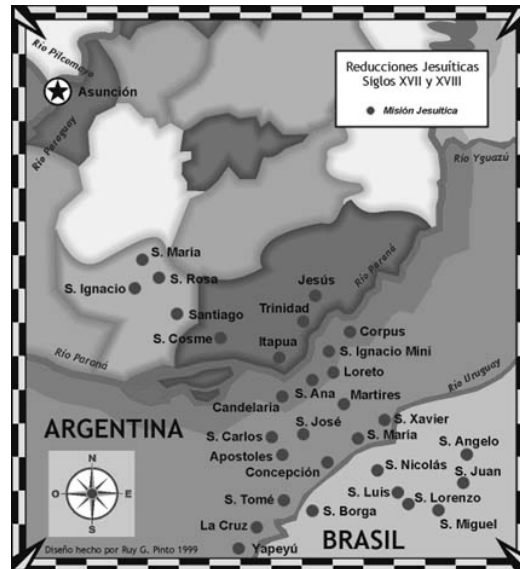 Río Pilcomayo
Reducciones Jesuíticas
Siglos XVII y XVIII
Misión Jesuítica
Asunción
Río Paraguay
Río Yguazú
S. Maria
S. Rosa
S. Ignacio
Jesús
Río Paraná
Santiago
Trinidad
S. Cosme
Itapua
Corpus
Río Paraná
S. Ignacio Mini
Loreto
Río Uruguay
S. Ana
Candelaria
Martires
ARGENTINA
S. Carlos
S. José
S. Xavier
S. Maria
S. Angelo
Apostoles
Concepción
S. Nicolás
S. Juan
N
O
E
S
S. Luis
S. Lorenzo
S. Tomé
S. Borga
S. Miguel
La Cruz
BRASIL
Yapeyú
Diseño hecho por Ruy G. Pinto 1999